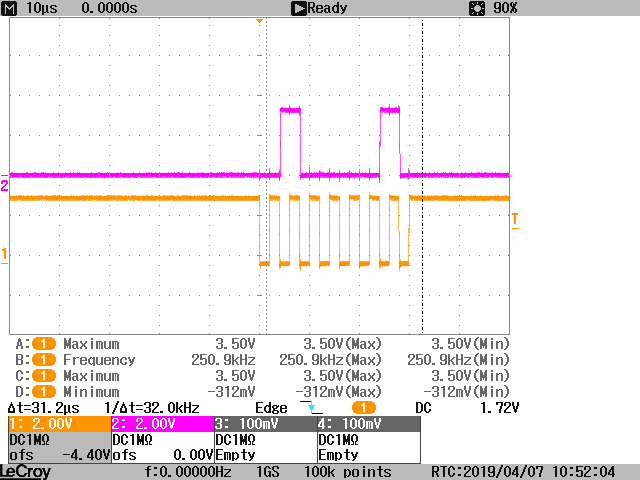 M 10µs 0.0000s Ready 90%
2
T
1
A: 1 Maximum 3.50V 3.50V(Max) 3.50V(Min)
B: 1 Frequency 250.9kHz 250.9kHz(Max) 250.9kHz(Min)
C: 1 Maximum 3.50V 3.50V(Max) 3.50V(Min)
D: 1 Minimum -312mV -312mV(Max) -312mV(Min)
Δt=31.2µs 1/Δt=32.0kHz Edge 1 DC 1.72V
1: 2.00V 2: 2.00V 3: 100mV 4: 100mV
DC1MΩ DC1MΩ DC1MΩ DC1MΩ
ofs -4.40V ofs 0.00V Empty Empty
LeCroy f:0.00000Hz 1GS 100k points RTC:2019/04/07 10:52:04